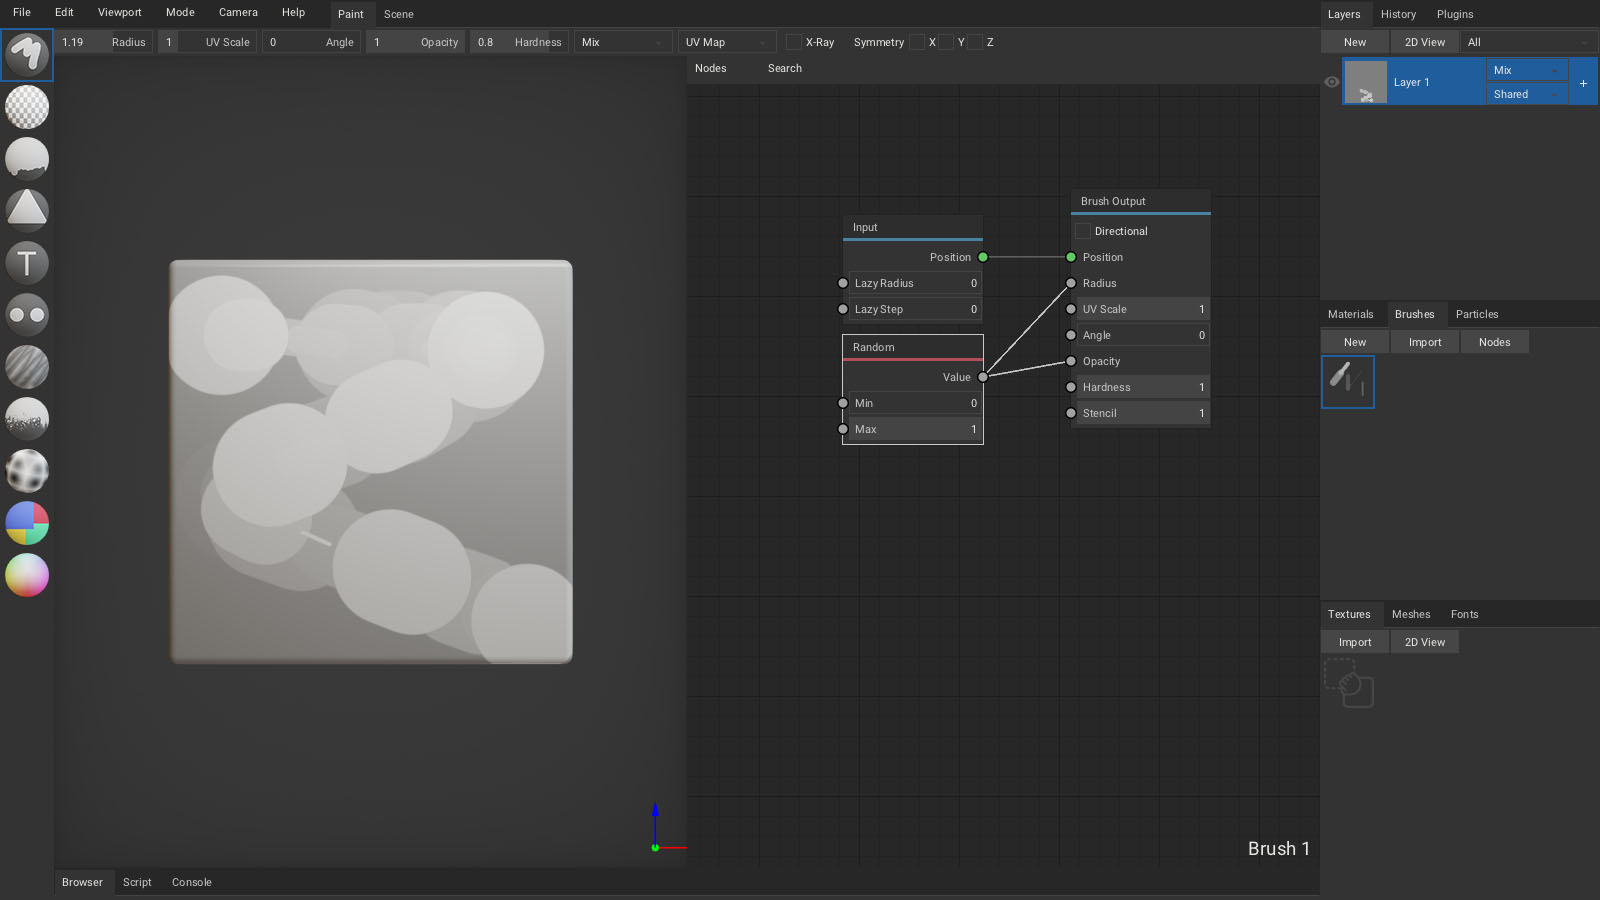 File Edit Viewport Mode Camera Help Paint Scene
1.19 Radius 1 UV Scale 0 Angle 1 Opacity 0.8 Hardness Mix UV Map X-Ray Symmetry X Y Z
Nodes Search
T
Input
Position
Lazy Radius 0
Lazy Step 0
Random
Value
Min 0
Max 1
Brush Output
Directional
Position
Radius
UV Scale 1
Angle 0
Opacity
Hardness 1
Stencil 1
Brush 1
Browser Script Console
Layers History Plugins
New 2D View All
Layer 1 Mix
Shared
+
Materials Brushes Particles
New Import Nodes
Textures Meshes Fonts
Import 2D View